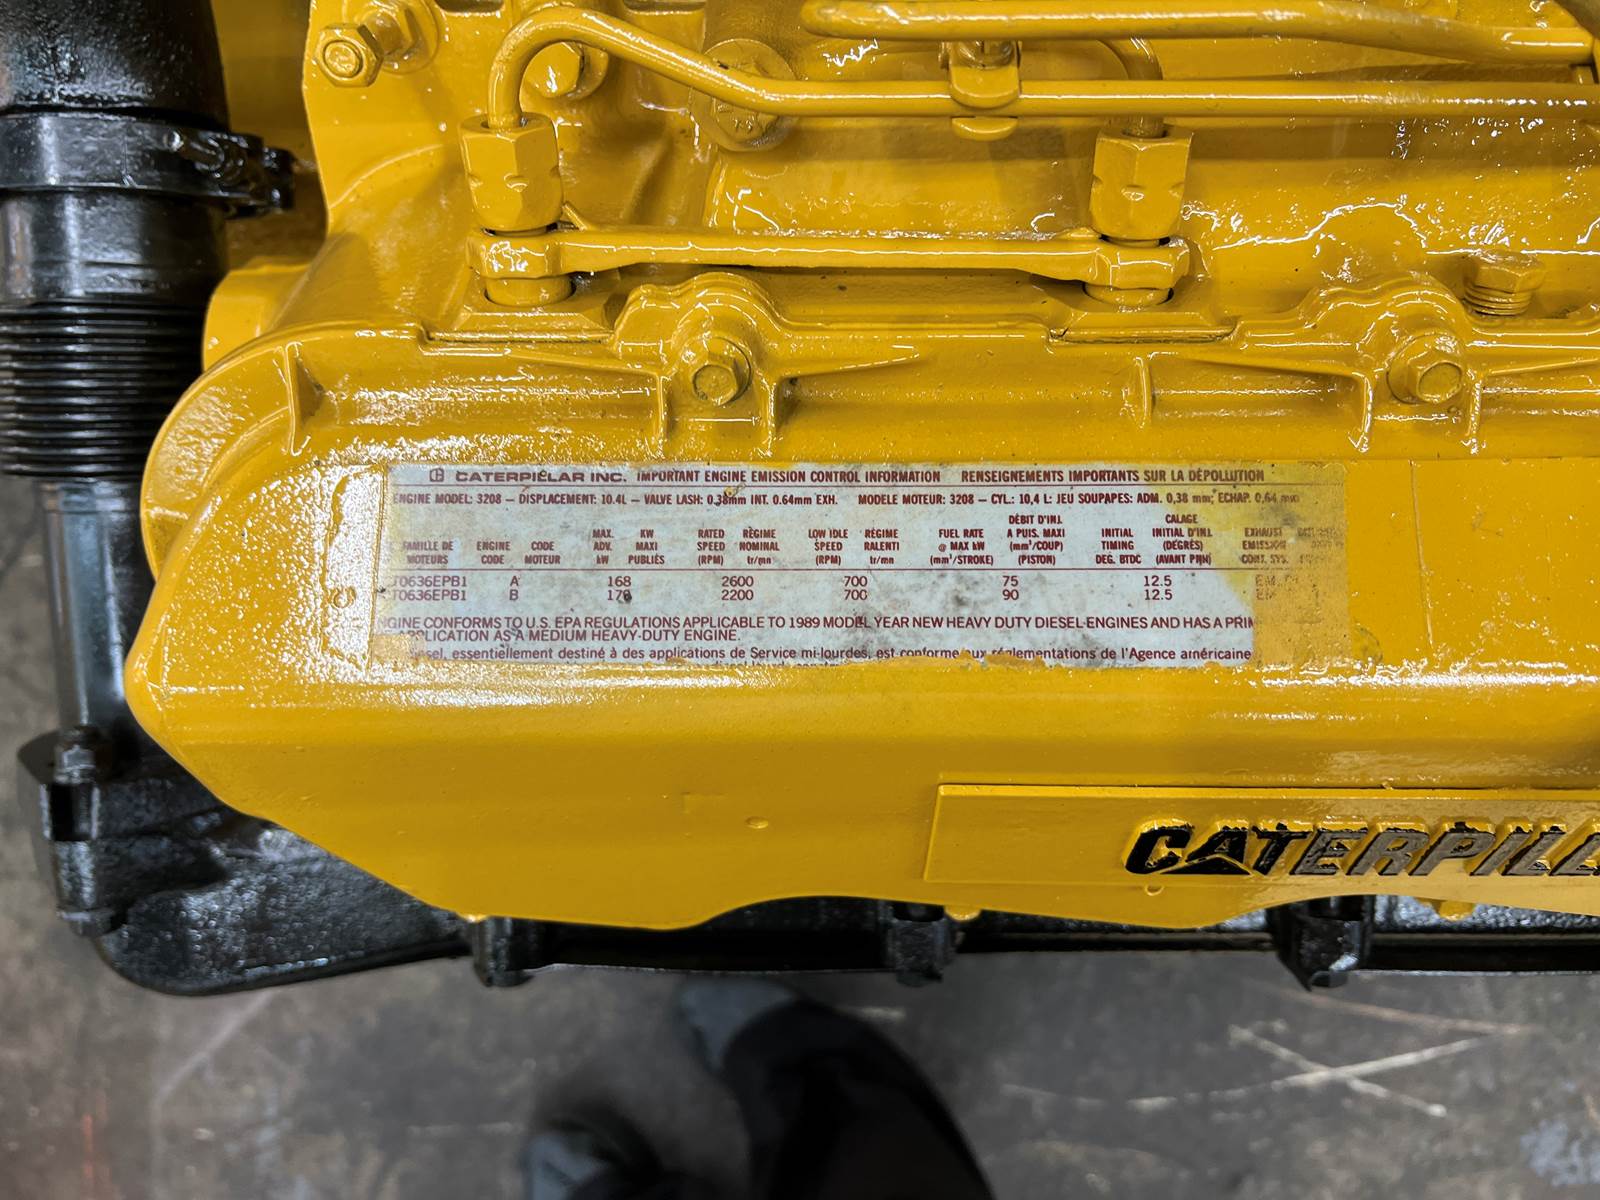 CATERPILLAR INC. IMPORTANT ENGINE EMISSION CONTROL INFORMATION RENSEIGNEMENTS IMPORTANTS SUR LA DÉPOLLUTION
ENGINE MODEL: 3208 — DISPLACEMENT: 10.4L — VALVE LASH: 0.38mm INT. 0.64mm EXH. MODELE MOTEUR: 3208 — CYL.: 10,4 L: JEU SOUPAPES: ADM. 0,38 mm; ECHAP. 0,64 mm
DÉBIT D'INJ. CALAGE
MAX. KW RATED RÉGIME LOW IDLE RÉGIME FUEL RATE A PUIS. MAXI INITIAL INITIAL D'INJ. EXHAUST
FAMILLE DE ENGINE CODE ADV. MAXI SPEED NOMINAL SPEED RALENTI @ MAX kW (mm³/COUP) TIMING (DEGRÉS) EMISSION
MOTEURS CODE MOTEUR kW PUBLIÉS (RPM) tr/mn (RPM) tr/mn (mm³/STROKE) (PISTON) DEG. BTDC (AVANT PMH) CONT. SYS.
T0636EPB1 A 168 2600 700 75 12.5 EM
T0636EPB1 B 170 2200 700 90 12.5 EM
ENGINE CONFORMS TO U.S. EPA REGULATIONS APPLICABLE TO 1989 MODEL YEAR NEW HEAVY DUTY DIESEL-ENGINES AND HAS A PRIM
APPLICATION AS A MEDIUM HEAVY-DUTY ENGINE.
diesel, essentiellement destiné à des applications de Service mi-lourdes, est conforme aux réglementations de l'Agence américaine
CATERPILL